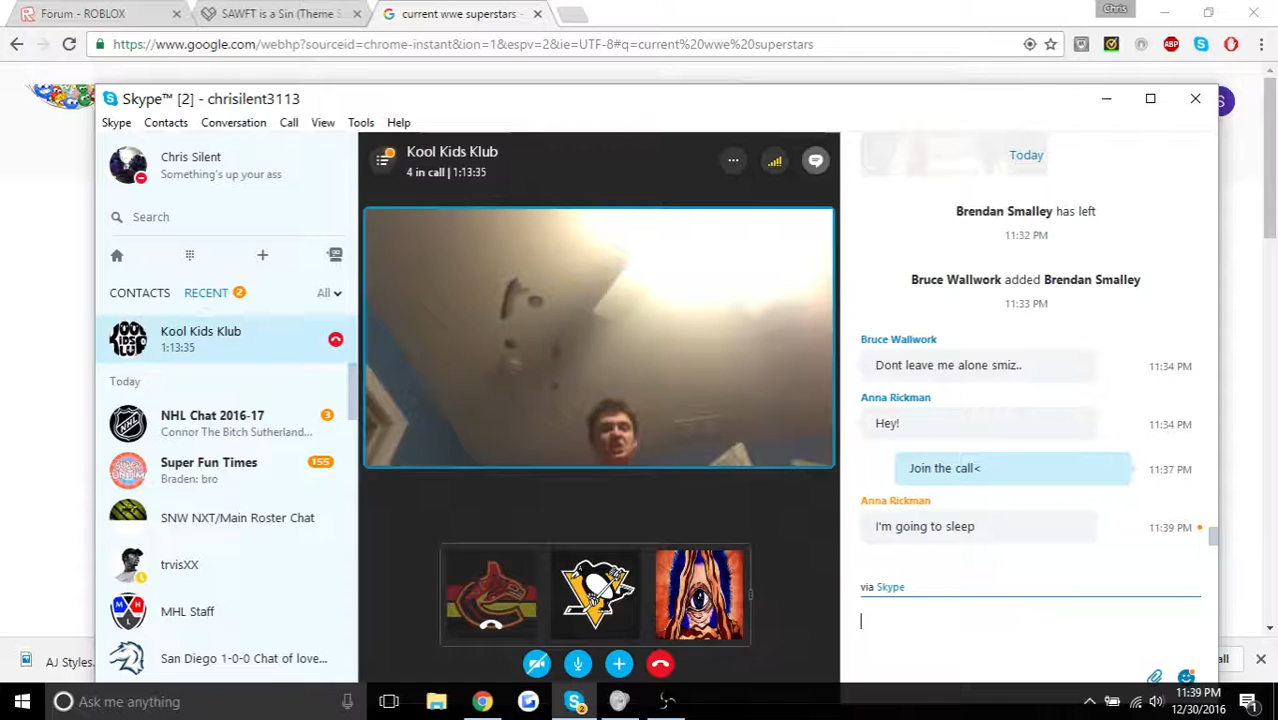 Forum - ROBLOX
SAWFT is a Sin (Theme S
current wwe superstars -
Chris
https://www.google.com/webhp?sourceid=chrome-instant&ion=1&espv=2&ie=UTF-8#q=current%20wwe%20superstars
ABP
Skype™ [2] - chrisilent3113
Skype Contacts Conversation Call View Tools Help
Chris Silent
Something's up your ass
Search
CONTACTS RECENT 2 All
Kool Kids Klub
1:13:35
Today
NHL Chat 2016-17 3
Connor The Bitch Sutherland...
Super Fun Times 155
Braden: bro
SNW NXT/Main Roster Chat
trvisXX
MHL Staff
San Diego 1-0-0 Chat of love...
Kool Kids Klub
4 in call | 1:13:35
Today
Brendan Smalley has left
11:32 PM
Bruce Wallwork added Brendan Smalley
11:33 PM
Bruce Wallwork
Dont leave me alone smiz.. 11:34 PM
Anna Rickman
Hey! 11:34 PM
Join the call< 11:37 PM
Anna Rickman
I'm going to sleep 11:39 PM
via Skype
S
AJ Styles.
all
Ask me anything
2
11:39 PM
12/30/2016
1